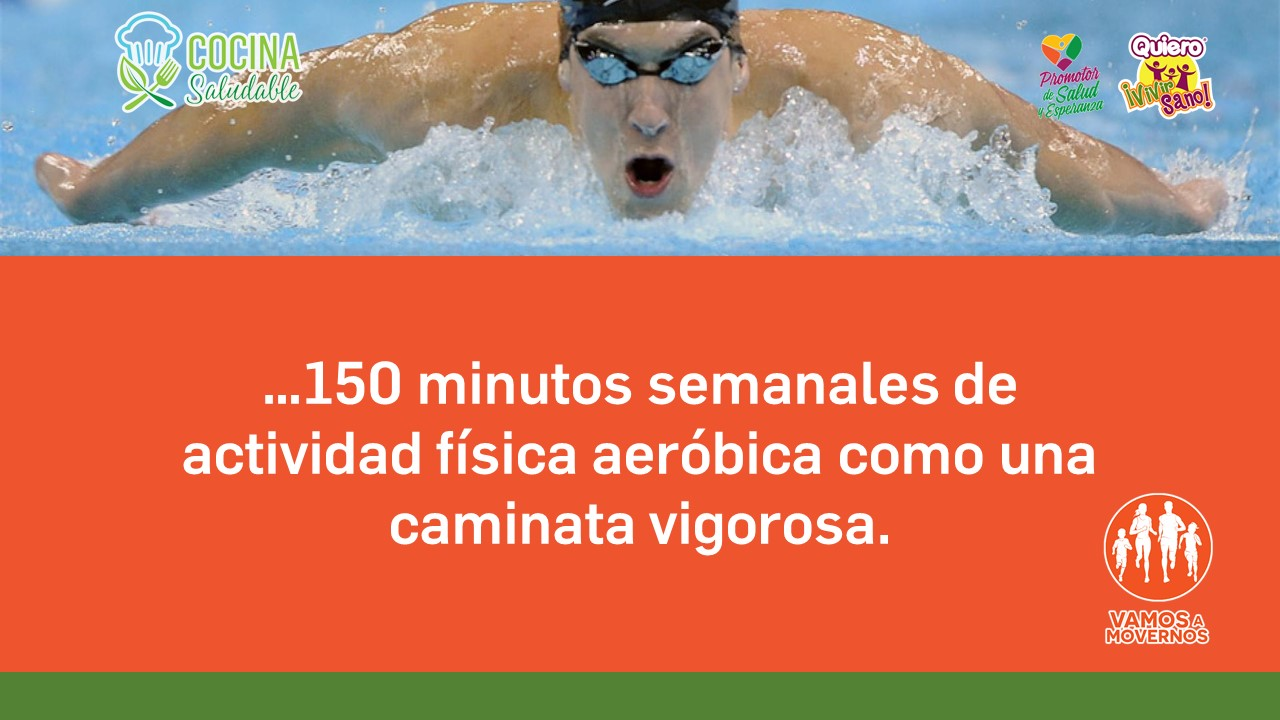 COCINA
Saludable
Promotor
de Salud
y Esperanza
Quiero
¡Vivir
Sano!
...150 minutos semanales de
actividad física aeróbica como una
caminata vigorosa.
VAMOS A
MOVERNOS